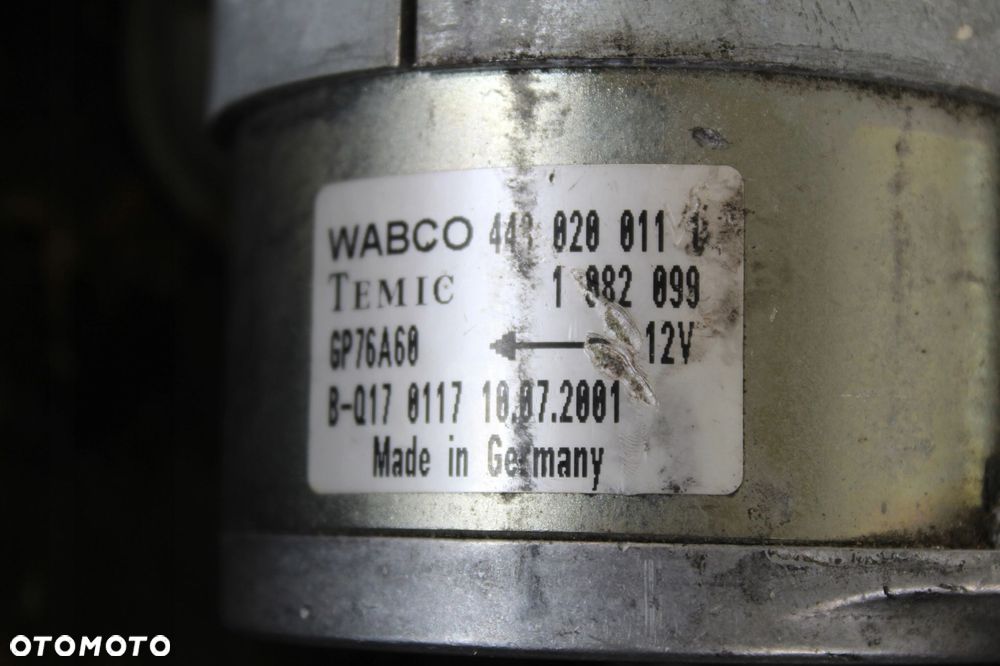 WABCO 020 011
TEMIC 1 082 099
GP76A60 12V
B-Q17 0117 10.07.2001
Made in Germany
OTOMOTO